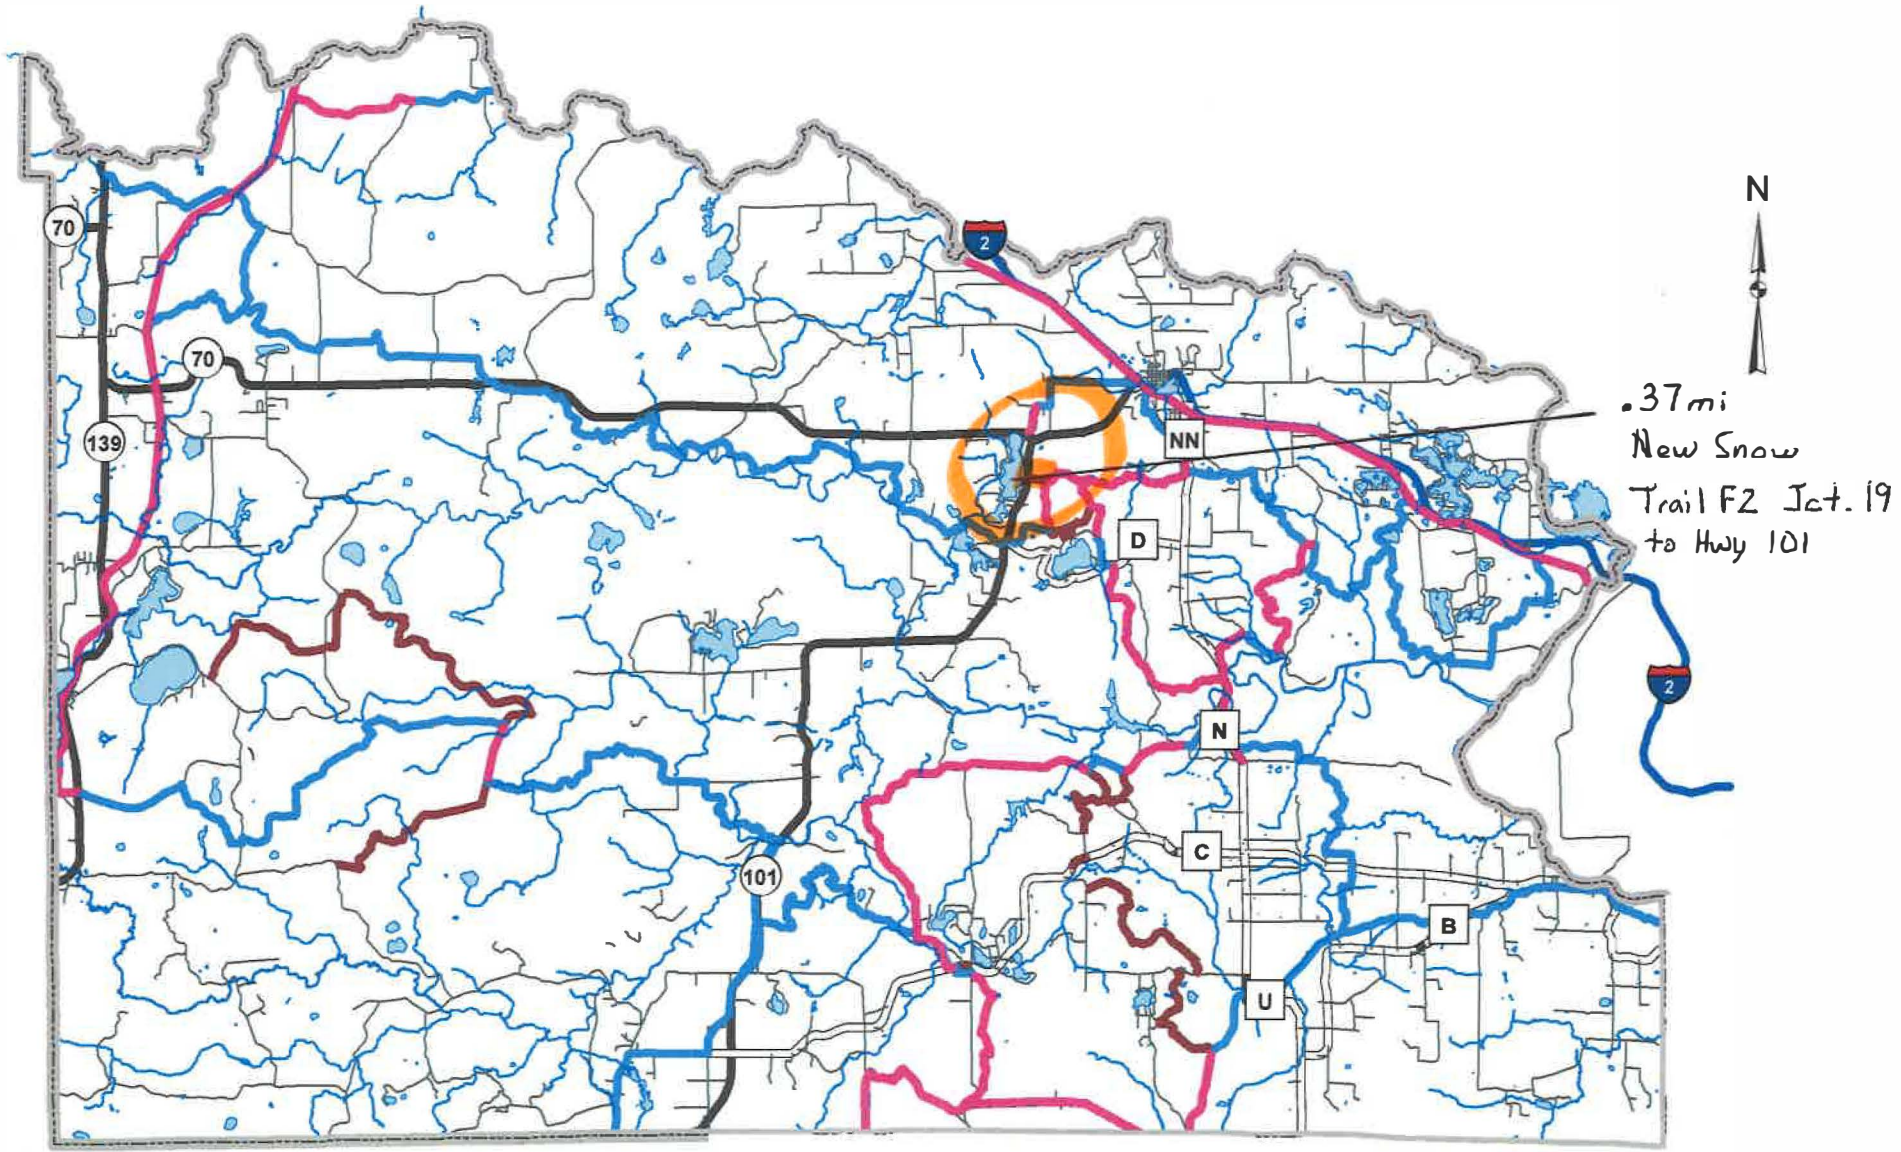 N
2
70
.37mi
New Snow
Trail F2 Jct. 19
to Hwy 101
70
139
NN
D
2
N
C
101
B
U